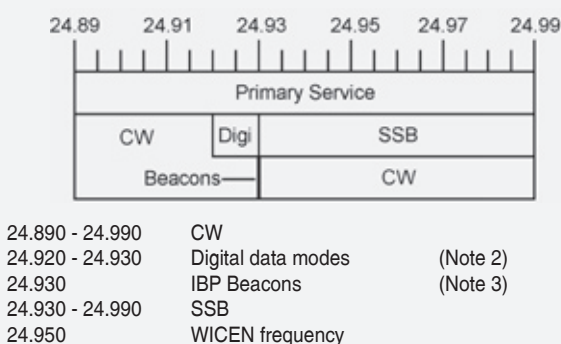 24.89 24.91 24.93 24.95 24.97 24.99
Primary Service
CW Digi SSB
Beacons CW
24.890 - 24.990 CW
24.920 - 24.930 Digital data modes (Note 2)
24.930 IBP Beacons (Note 3)
24.930 - 24.990 SSB
24.950 WICEN frequency